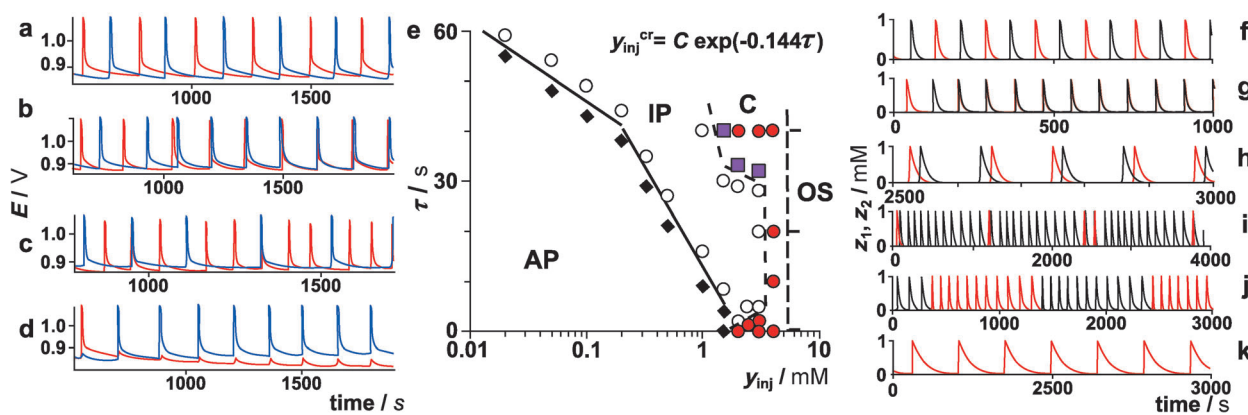 a
1.0
0.9
1000
1500
b
1.0
0.9
1000
1500
E / V
c
1.0
0.9
1000
1500
d
1.0
0.9
1000
1500
time / s
e
60
30
0
τ / s
y_inj^cr = C exp(-0.144τ)
IP
C
OS
AP
0.01
0.1
1
10
y_inj / mM
1
0
f
1
0
g
0
500
1000
z₁, z₂ / mM
1
0
h
2500
3000
1
0
i
0
2000
4000
1
0
j
0
1000
2000
3000
1
0
k
0
2500
3000
time / s